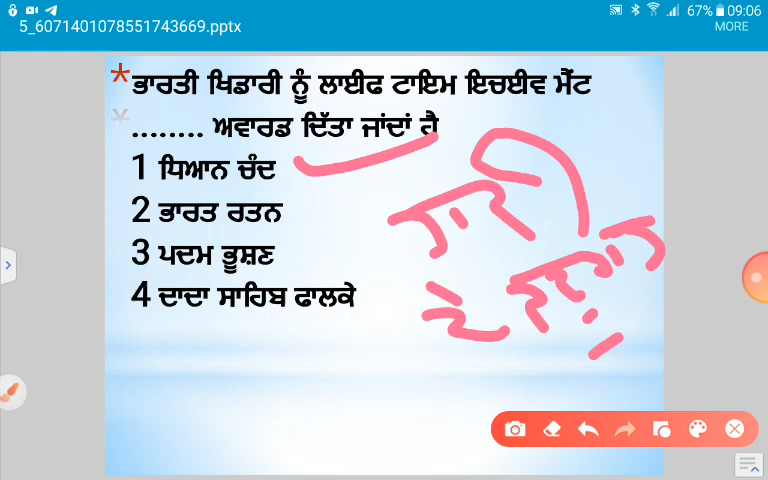 67% 09:06
5_6071401078551743669.pptx
MORE
*ਭਾਰਤੀ ਖਿਡਾਰੀ ਨੂੰ ਲਾਈਫ ਟਾਇਮ ਇਚਈਵ ਮੈਂਟ
*........ ਅਵਾਰਡ ਦਿੱਤਾ ਜਾਂਦਾਂ ਹੈ
1 ਧਿਆਨ ਚੰਦ
2 ਭਾਰਤ ਰਤਨ
3 ਪਦਮ ਭੂਸ਼ਣ
4 ਦਾਦਾ ਸਾਹਿਬ ਫਾਲਕੇ